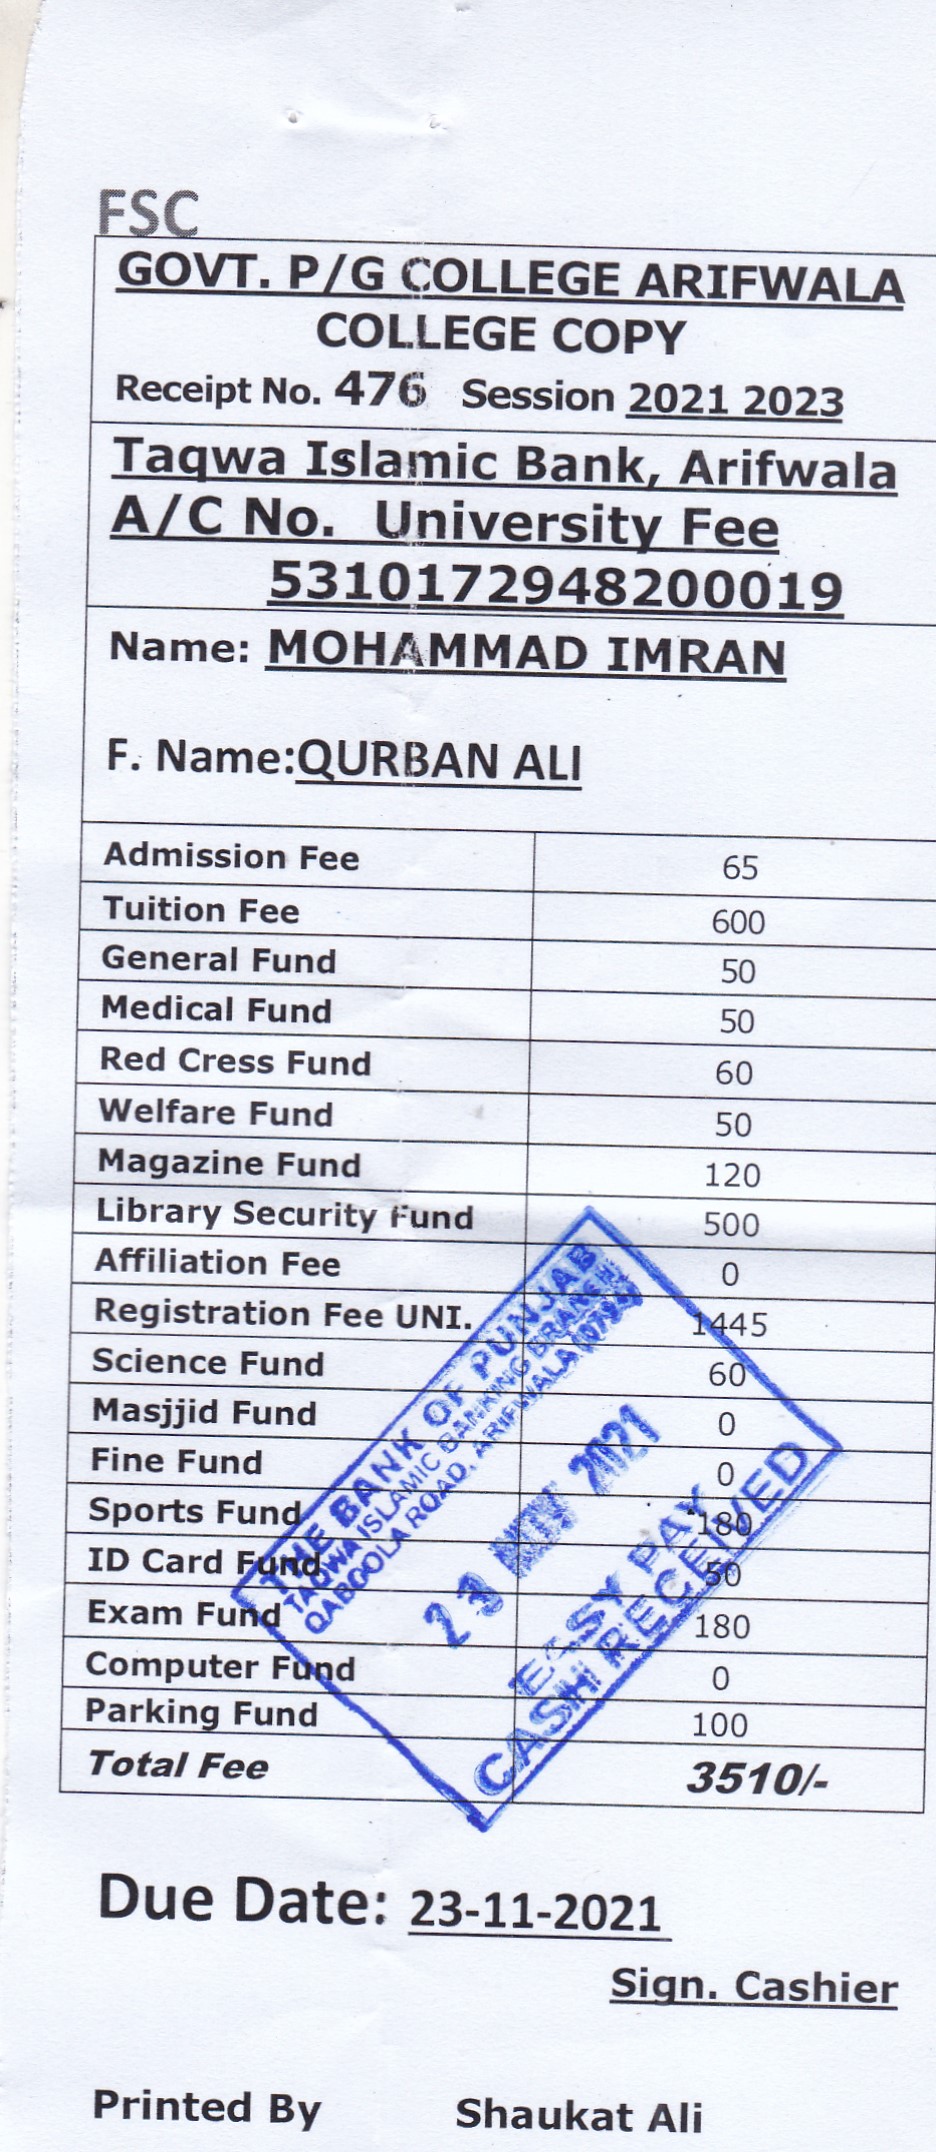 FSC
GOVT. P/G COLLEGE ARIFWALA
COLLEGE COPY
Receipt No. 476 Session 2021 2023
Taqwa Islamic Bank, Arifwala
A/C No. University Fee
5310172948200019
Name: MOHAMMAD IMRAN
F. Name:QURBAN ALI
Admission Fee 65
Tuition Fee 600
General Fund 50
Medical Fund 50
Red Cress Fund 60
Welfare Fund 50
Magazine Fund 120
Library Security Fund 500
Affiliation Fee 0
Registration Fee UNI. 1445
Science Fund 60
Masjjid Fund 0
Fine Fund 0
Sports Fund 180
ID Card Fund 50
Exam Fund 180
Computer Fund 0
Parking Fund 100
Total Fee 3510/-
THE BANK OF PUNJAB
TAQWA ISLAMIC BANKING BRANCH
QABOOLA ROAD, ARIFWALA
23 NOV 2021
EASY PAY
CASH RECEIVED
Due Date: 23-11-2021
Sign. Cashier
Printed By Shaukat Ali